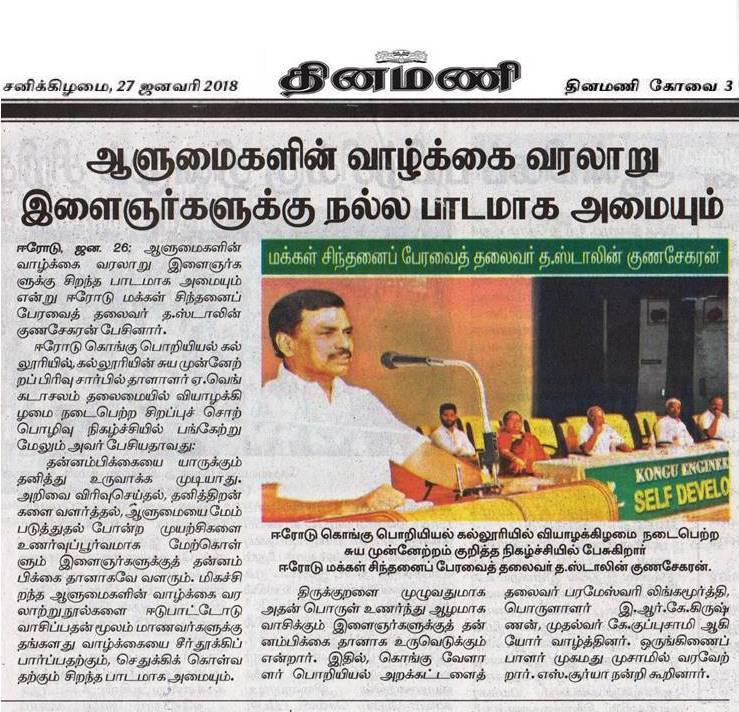 சனிக்கிழமை, 27 ஜனவரி 2018
தினமணி
தினமணி கோவை 3
ஆளுமைகளின் வாழ்க்கை வரலாறு
இளைஞர்களுக்கு நல்ல பாடமாக அமையும்
ஈரோடு, ஜன. 26: ஆளுமைகளின்
வாழ்க்கை வரலாறு இளைஞர்க
ளுக்கு சிறந்த பாடமாக அமையும்
என்று ஈரோடு மக்கள் சிந்தனைப்
பேரவைத் தலைவர் த.ஸ்டாலின்
குணசேகரன் பேசினார்.
ஈரோடு கொங்கு பொறியியல் கல்
லூரியில், கல்லூரியின் சுய முன்னேற்
றப் பிரிவு சார்பில் தாளாளர் ஏ.வெங்
கடாசலம் தலைமையில் வியாழக்கி
ழமை நடைபெற்ற சிறப்புச் சொற்
பொழிவு நிகழ்ச்சியில் பங்கேற்று
மேலும் அவர் பேசியதாவது:
தன்னம்பிக்கையை யாருக்கும்
தனித்து உருவாக்க முடியாது.
அறிவை விரிவுசெய்தல், தனித்திறன்
களை வளர்த்தல், ஆளுமையை மேம்
படுத்துதல் போன்ற முயற்சிகளை
உணர்வுப்பூர்வமாக மேற்கொள்
ளும் இளைஞர்களுக்குத் தன்னம்
பிக்கை தானாகவே வளரும். மிகச்சி
றந்த ஆளுமைகளின் வாழ்க்கை வர
லாற்று நூல்களை ஈடுபாட்டோடு
வாசிப்பதன் மூலம் மாணவர்களுக்கு
தங்களது வாழ்க்கையை சீர்தூக்கிப்
பார்ப்பதற்கும், செதுக்கிக் கொள்வ
தற்கும் சிறந்த பாடமாக அமையும்.
மக்கள் சிந்தனைப் பேரவைத் தலைவர் த.ஸ்டாலின் குணசேகரன்
KONGU ENGINEE
SELF DEVELO
ஈரோடு கொங்கு பொறியியல் கல்லூரியில் வியாழக்கிழமை நடைபெற்ற
சுய முன்னேற்றம் குறித்த நிகழ்ச்சியில் பேசுகிறார்
ஈரோடு மக்கள் சிந்தனைப் பேரவைத் தலைவர் த.ஸ்டாலின் குணசேகரன்.
திருக்குறளை முழுவதுமாக
அதன் பொருள் உணர்ந்து ஆழமாக
வாசிக்கும் இளைஞர்களுக்குத் தன்
னம்பிக்கை தானாக உருவெடுக்கும்
என்றார். இதில், கொங்கு வேளா
ளர் பொறியியல் அறக்கட்டளைத்
தலைவர் பரமேஸ்வரி லிங்கமூர்த்தி,
பொருளாளர் இ.ஆர்.கே.கிருஷ்
ணன், முதல்வர் கே.குப்புசாமி ஆகி
யோர் வாழ்த்தினர். ஒருங்கிணைப்
பாளர் முகமது முசாமில் வரவேற்
றார். எஸ்.சூர்யா நன்றி கூறினார்.